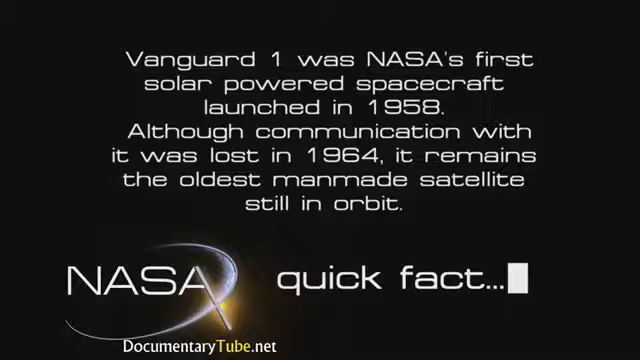 Vanguard 1 was NASA's first
solar powered spacecraft
launched in 1958.
Although communication with
it was lost in 1964, it remains
the oldest manmade satellite
still in orbit.
NASA quick fact...
DocumentaryTube.net